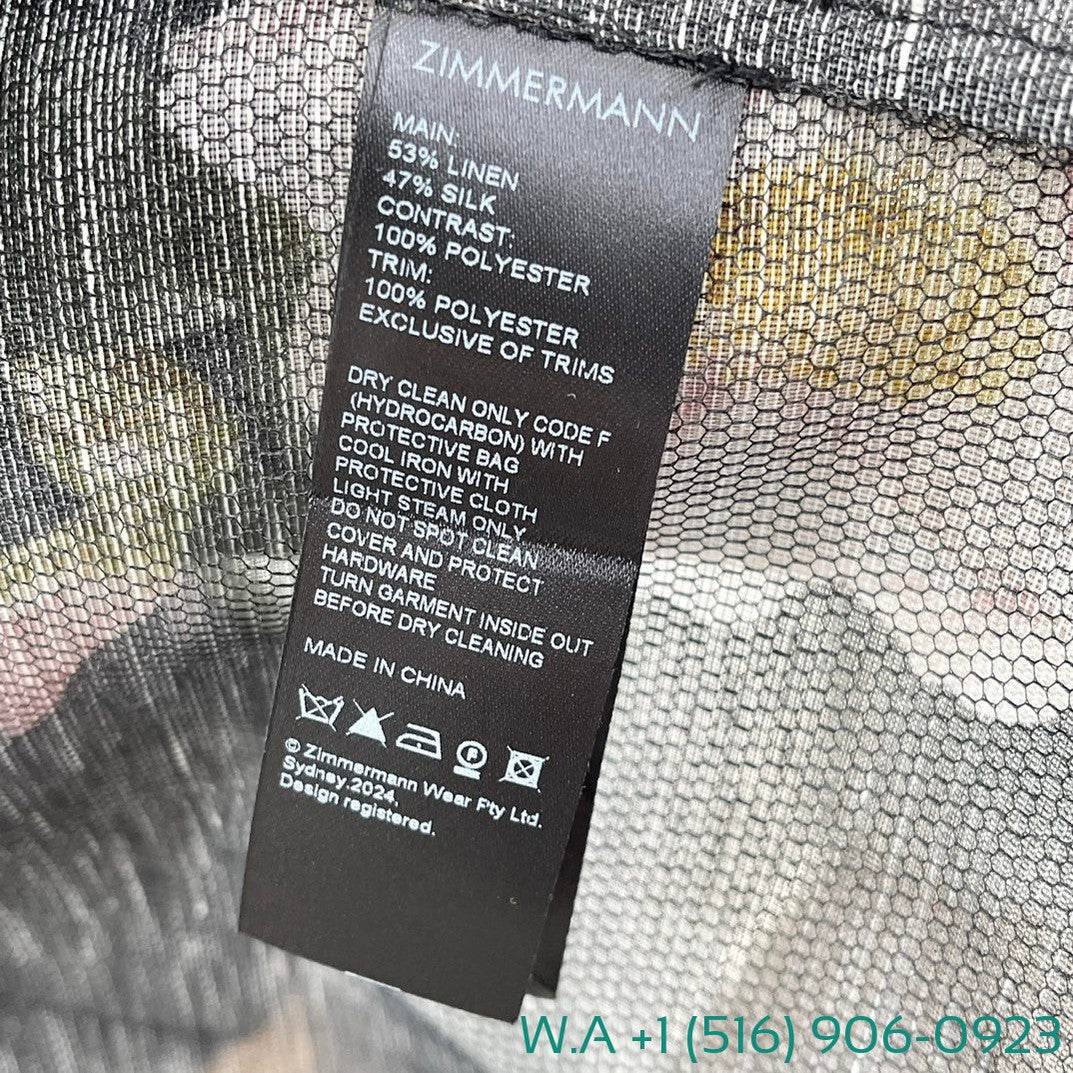 ZIMMERMANN
MAIN:
53% LINEN
47% SILK
CONTRAST:
100% POLYESTER
TRIM:
100% POLYESTER
EXCLUSIVE OF TRIMS
DRY CLEAN ONLY CODE F
(HYDROCARBON) WITH
PROTECTIVE BAG
COOL IRON WITH
PROTECTIVE CLOTH
LIGHT STEAM ONLY
DO NOT SPOT CLEAN
COVER AND PROTECT
HARDWARE
TURN GARMENT INSIDE OUT
BEFORE DRY CLEANING
MADE IN CHINA
F
© Zimmermann Wear Pty Ltd.
Sydney.2024.
Design registered.
W.A +1 (516) 906-0923